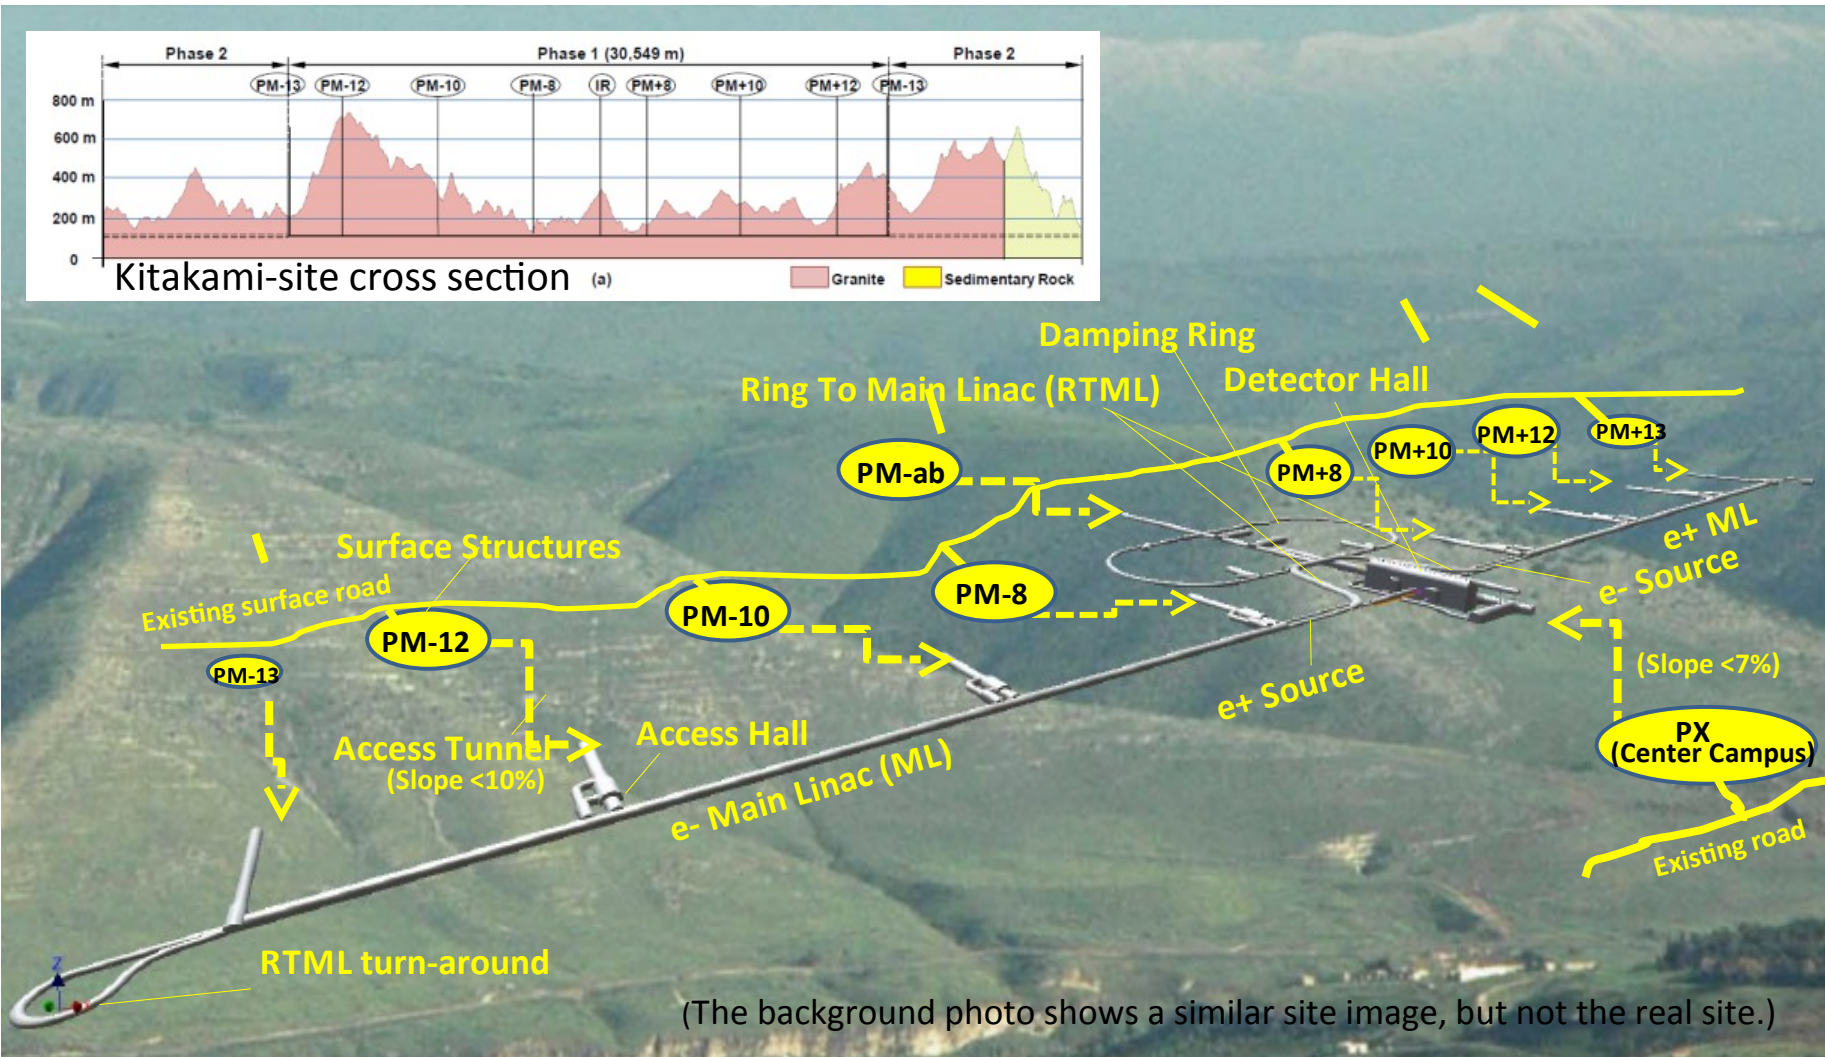 Phase 2
Phase 1 (30,549 m)
Phase 2
PM-13
PM-12
PM-10
PM-8
IR
PM+8
PM+10
PM+12
PM-13
800 m
600 m
400 m
200 m
0
Kitakami-site cross section
(a)
Granite
Sedimentary Rock
Damping Ring
Ring To Main Linac (RTML)
Detector Hall
PM-ab
PM+8
PM+10
PM+12
PM+13
e+ ML
e- Source
Surface Structures
Existing surface road
PM-13
PM-12
PM-10
PM-8
e+ Source
(Slope <7%)
PX
(Center Campus)
Existing road
Access Tunnel
(Slope <10%)
Access Hall
e- Main Linac (ML)
Z
RTML turn-around
(The background photo shows a similar site image, but not the real site.)